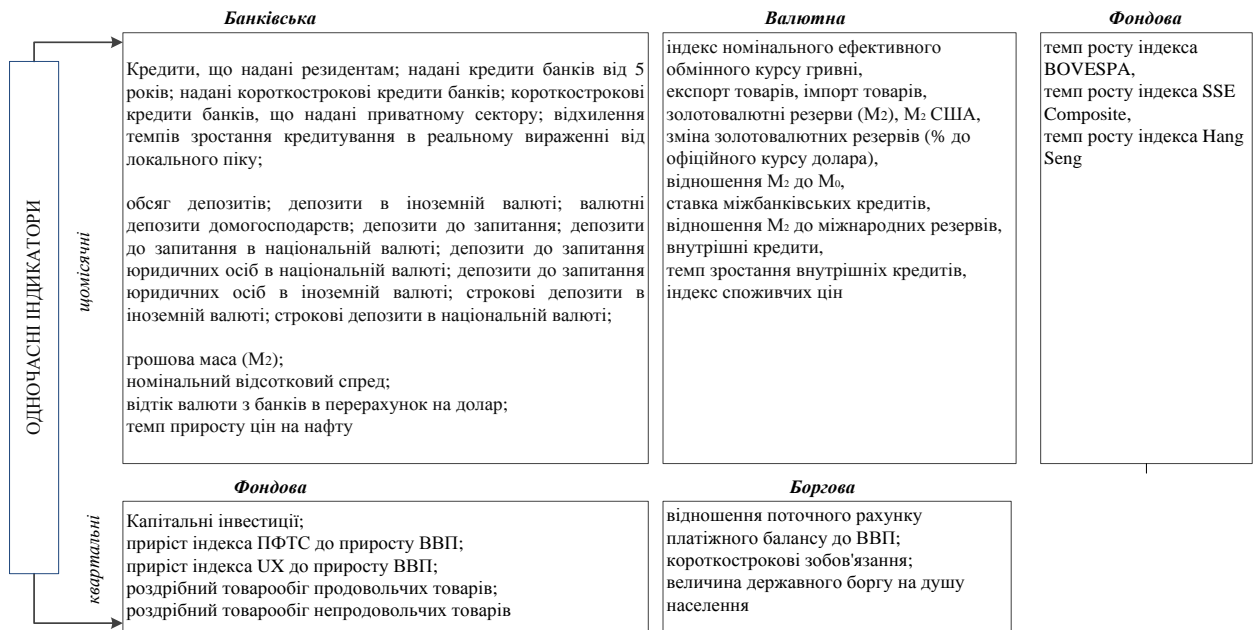 ОДНОЧАСНІ ІНДИКАТОРИ
щомісячні
Банківська
Кредити, що надані резидентам; надані кредити банків від 5
років; надані короткострокові кредити банків; короткострокові
кредити банків, що надані приватному сектору; відхилення
темпів зростання кредитування в реальному вираженні від
локального піку;
обсяг депозитів; депозити в іноземній валюті; валютні
депозити домогосподарств; депозити до запитання; депозити
до запитання в національній валюті; депозити до запитання
юридичних осіб в національній валюті; депозити до запитання
юридичних осіб в іноземній валюті; строкові депозити в
іноземній валюті; строкові депозити в національній валюті;
грошова маса (М2);
номінальний відсотковий спред;
відтік валюти з банків в перерахунок на долар;
темп приросту цін на нафту
Валютна
індекс номінального ефективного
обмінного курсу гривні,
експорт товарів, імпорт товарів,
золотовалютні резерви (М2), М2 США,
зміна золотовалютних резервів (% до
офіційного курсу долара),
відношення М2 до М0,
ставка міжбанківських кредитів,
відношення М2 до міжнародних резервів,
внутрішні кредити,
темп зростання внутрішніх кредитів,
індекс споживчих цін
Фондова
темп росту індекса
BOVESPA,
темп росту індекса SSE
Composite,
темп росту індекса Hang
Seng
квартальні
Фондова
Капітальні інвестиції;
приріст індекса ПФТС до приросту ВВП;
приріст індекса UX до приросту ВВП;
роздрібний товарообіг продовольчих товарів;
роздрібний товарообіг непродовольчих товарів
Боргова
відношення поточного рахунку
платіжного балансу до ВВП;
короткострокові зобов'язання;
величина державного боргу на душу
населення